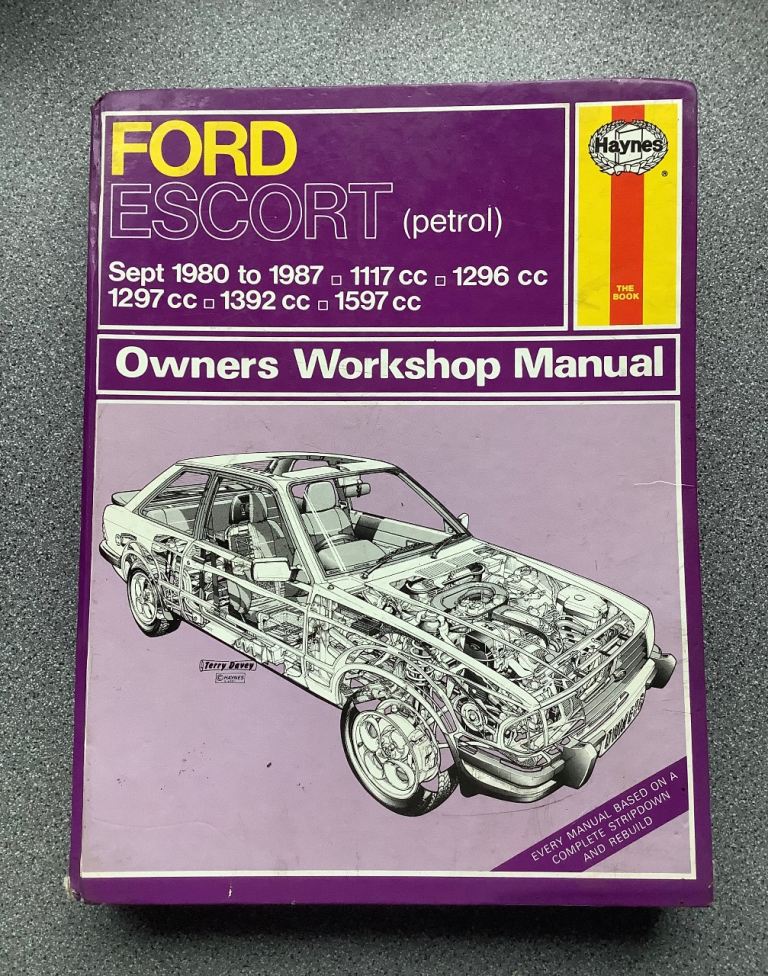 FORD
ESCORT (petrol)
Sept 1980 to 1987 □ 1117 cc □ 1296 cc
1297 cc □ 1392 cc □ 1597 cc
Haynes
®
THE
BOOK
Owners Workshop Manual
Terry Davey
© HAYNES
EVERY MANUAL BASED ON A
COMPLETE STRIPDOWN
AND REBUILD